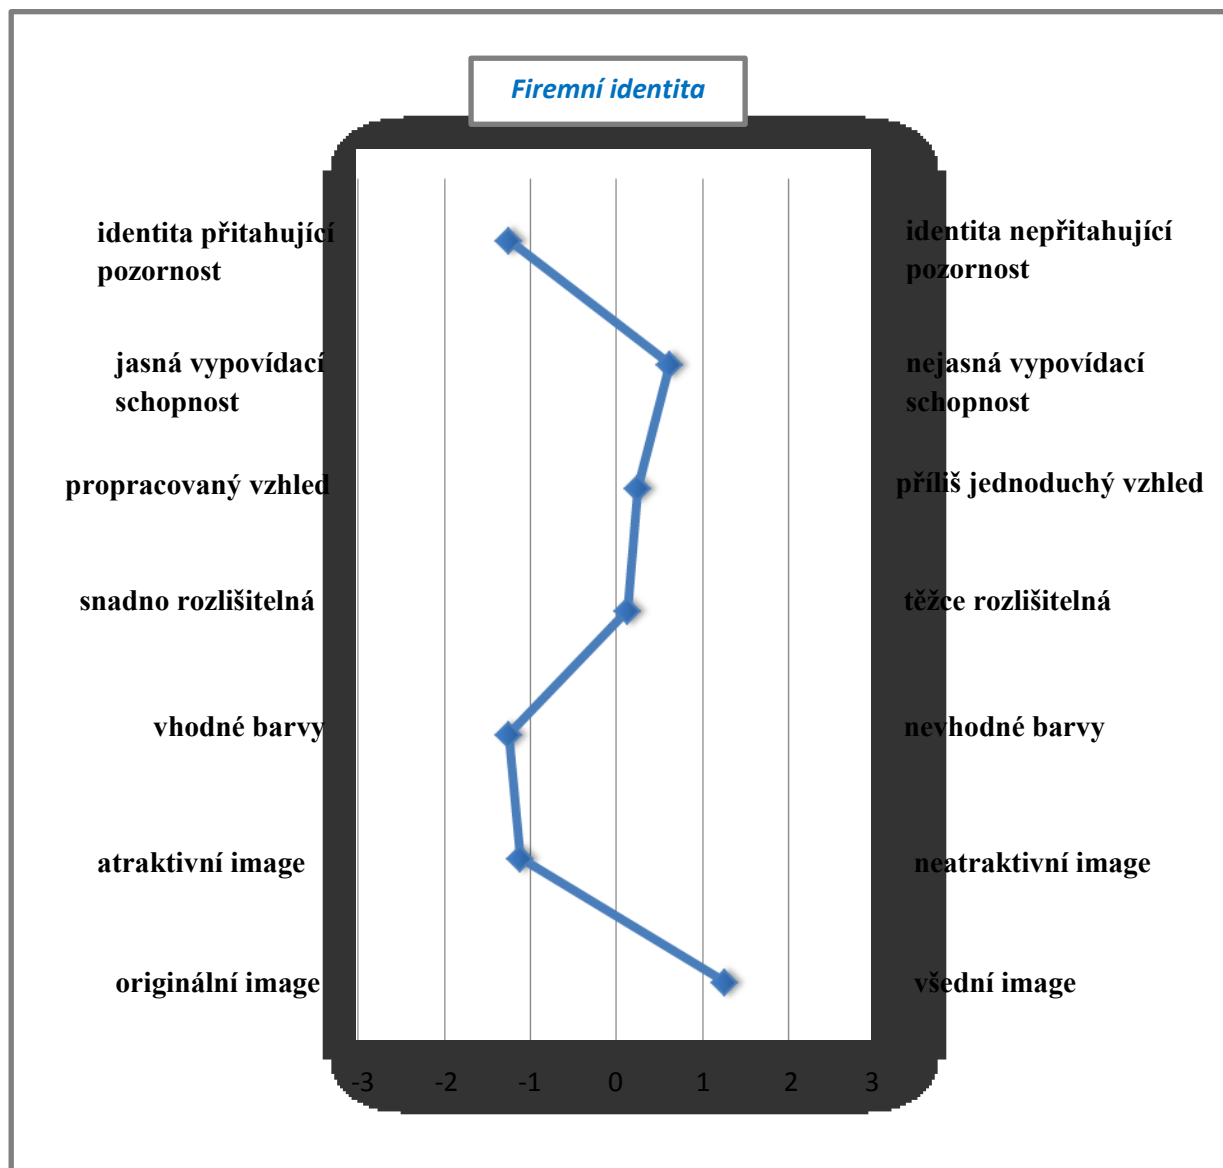 Firemní identita
identita přitahující
pozornost
identita nepřitahující
pozornost
jasná vypovídací
schopnost
nejasná vypovídací
schopnost
propracovaný vzhled
příliš jednoduchý vzhled
snadno rozlišitelná
těžce rozlišitelná
vhodné barvy
nevhodné barvy
atraktivní image
neatraktivní image
originální image
všední image
-3 -2 -1 0 1 2 3